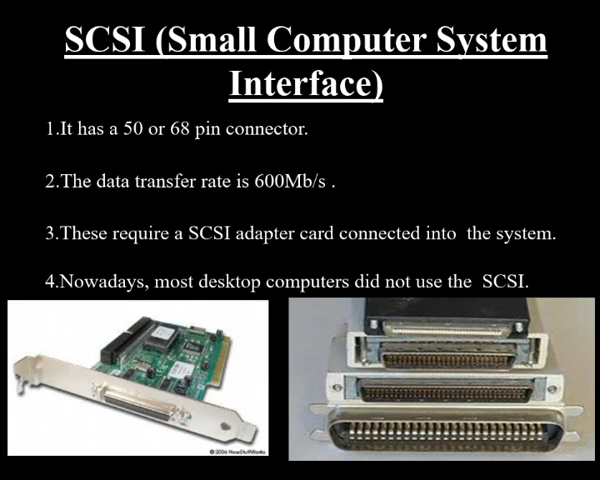 SCSI (Small Computer System
Interface)
1.It has a 50 or 68 pin connector.
2.The data transfer rate is 600Mb/s .
3.These require a SCSI adapter card connected into the system.
4.Nowadays, most desktop computers did not use the SCSI.
© 2006 HowStuffWorks